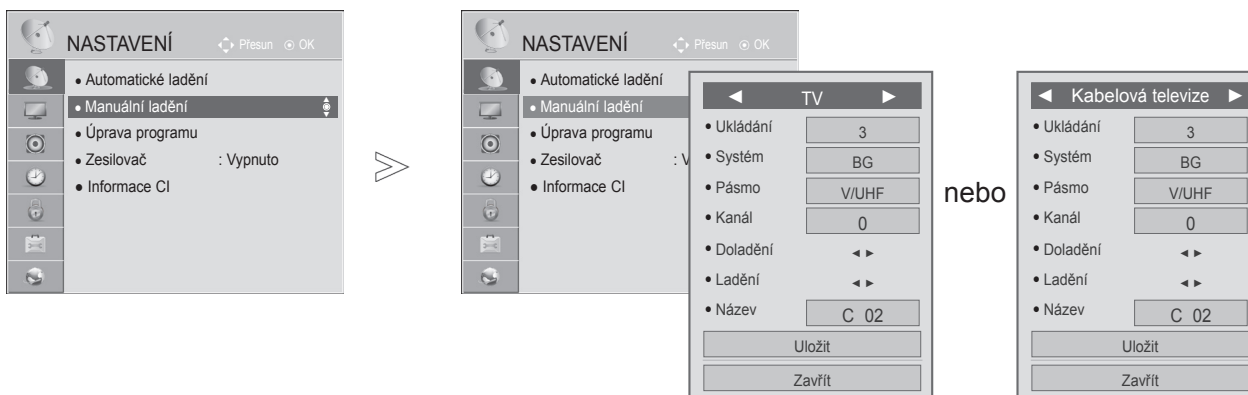 NASTAVENÍ Přesun OK
● Automatické ladění
● Manuální ladění
● Úprava programu
● Zesilovač : Vypnuto
● Informace CI
NASTAVENÍ Přesun OK
● Automatické ladění
● Manuální ladění
● Úprava programu
● Zesilovač : V
● Informace CI
◄ TV ►
● Ukládání 3
● Systém BG
● Pásmo V/UHF
● Kanál 0
● Doladění ◄ ►
● Ladění ◄ ►
● Název C 02
Uložit
Zavřít
nebo
◄ Kabelová televize ►
● Ukládání 3
● Systém BG
● Pásmo V/UHF
● Kanál 0
● Doladění ◄ ►
● Ladění ◄ ►
● Název C 02
Uložit
Zavřít